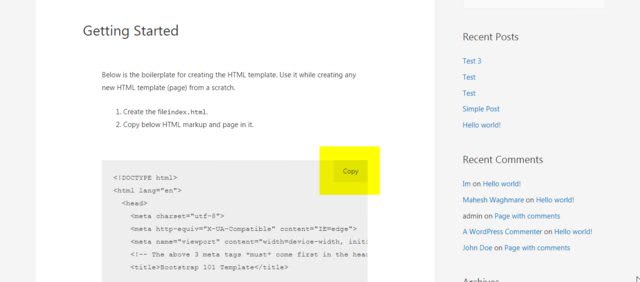 Getting Started
Below is the boilerplate for creating the HTML template. Use it while creating any
new HTML template (page) from a scratch.
1. Create the fileindex.html.
2. Copy below HTML markup and page in it.
Copy
<!DOCTYPE html>
<html lang="en">
<head>
<meta charset="utf-8">
<meta http-equiv="X-UA-Compatible" content="IE=edge">
<meta name="viewport" content="width=device-width, initi
<!-- The above 3 meta tags *must* come first in the hea
<title>Bootstrap 101 Template</title>
Recent Posts
Test 3
Test
Test
Simple Post
Hello world!
Recent Comments
Im on Hello world!
Mahesh Waghmare on Hello world!
admin on Page with comments
A WordPress Commenter on Hello world!
John Doe on Page with comments
Archives